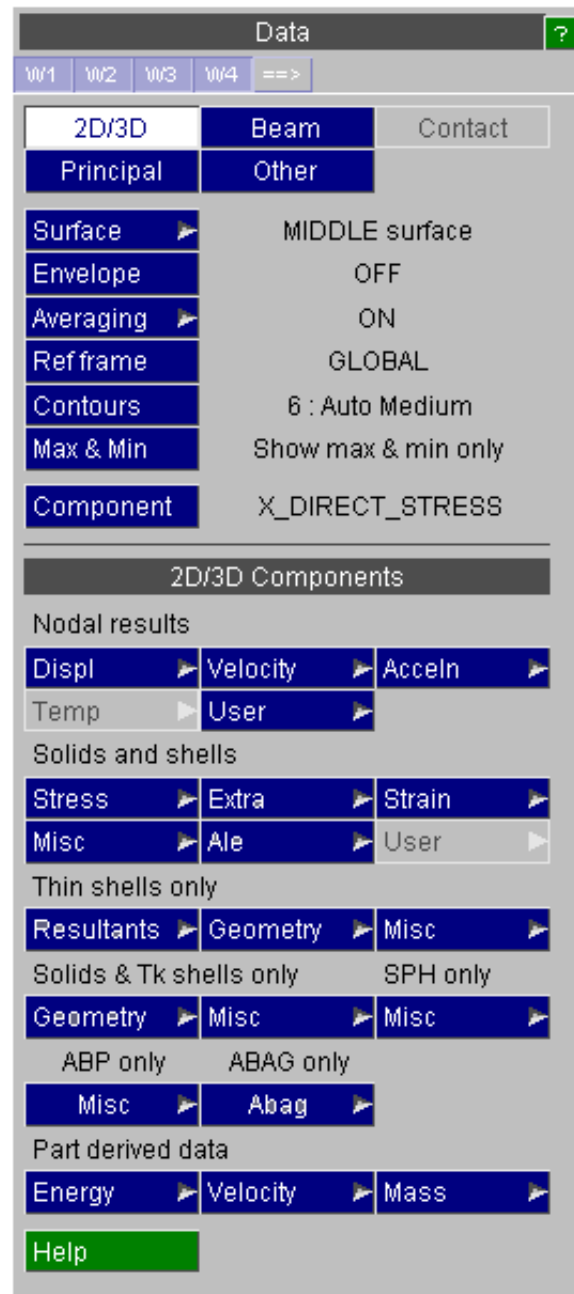 Data ?
W1 W2 W3 W4 ==>
2D/3D Beam Contact
Principal Other
Surface MIDDLE surface
Envelope OFF
Averaging ON
Ref frame GLOBAL
Contours 6 : Auto Medium
Max & Min Show max & min only
Component X_DIRECT_STRESS
2D/3D Components
Nodal results
Displ Velocity Acceln
Temp User
Solids and shells
Stress Extra Strain
Misc Ale User
Thin shells only
Resultants Geometry Misc
Solids & Tk shells only SPH only
Geometry Misc Misc
ABP only ABAG only
Misc Abag
Part derived data
Energy Velocity Mass
Help